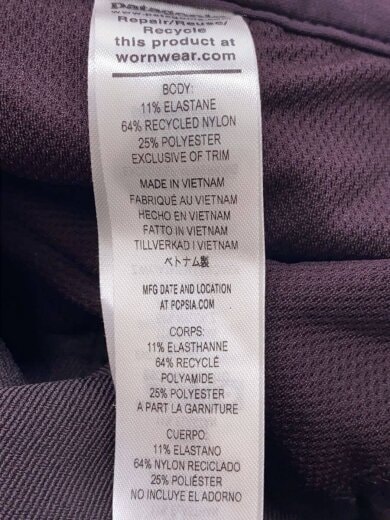 patagonia
Repair/Reuse/
Recycle
this product at
wornwear.com
BODY:
11% ELASTANE
64% RECYCLED NYLON
25% POLYESTER
EXCLUSIVE OF TRIM
MADE IN VIETNAM
FABRIQUÉ AU VIETNAM
HECHO EN VIETNAM
FATTO IN VIETNAM
TILLVERKAD I VIETNAM
ベトナム製
MFG DATE AND LOCATION
AT FCPSIA.COM
CORPS:
11% ELASTHANNE
64% RECYCLÉ
POLYAMIDE
25% POLYESTER
A PART LA GARNITURE
CUERPO:
11% ELASTANO
64% NYLON RECICLADO
25% POLIÉSTER
NO INCLUYE EL ADORNO